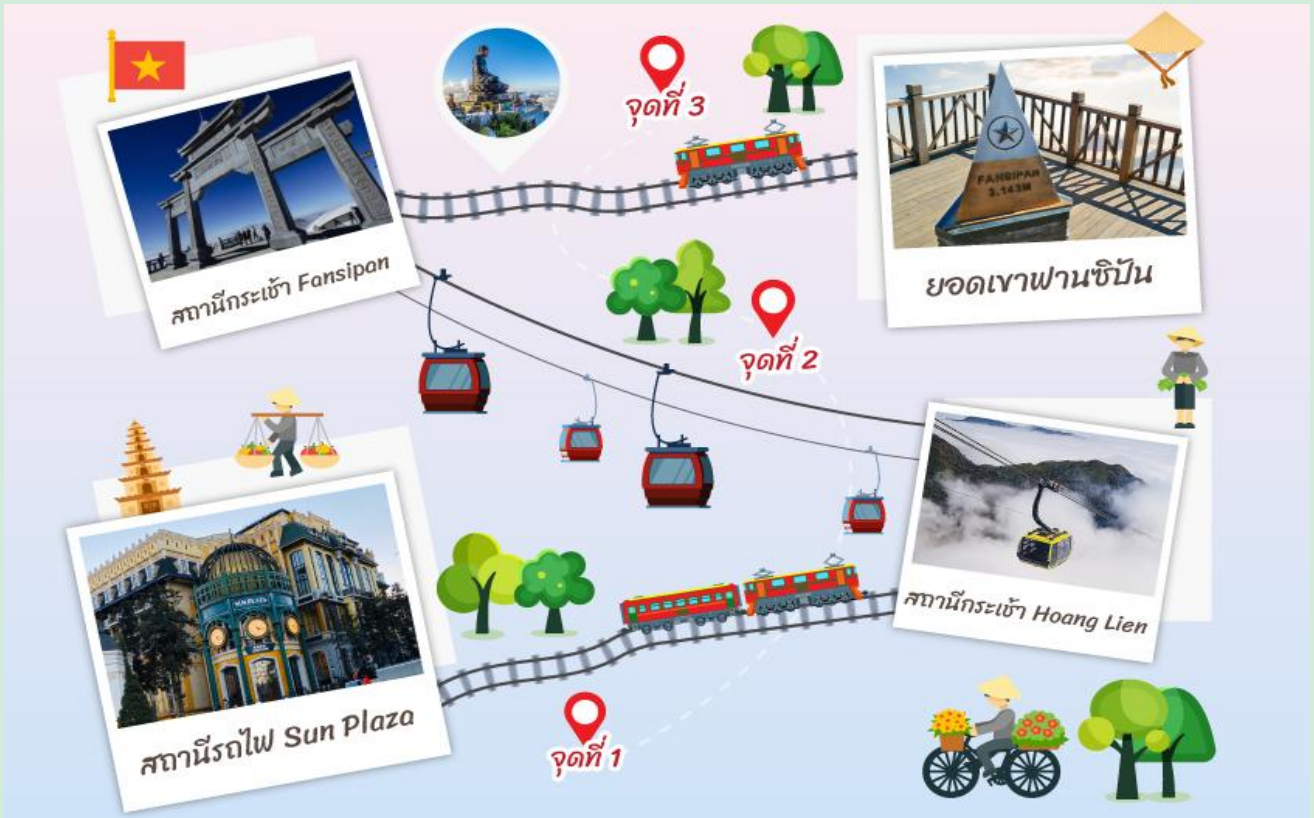 จุดที่ 3
FANSIPAN
3.143M
สถานีกระเช้า Fansipan
ยอดเขาฟานซิปัน
จุดที่ 2
สถานีกระเช้า Hoang Lien
สถานีรถไฟ Sun Plaza
จุดที่ 1